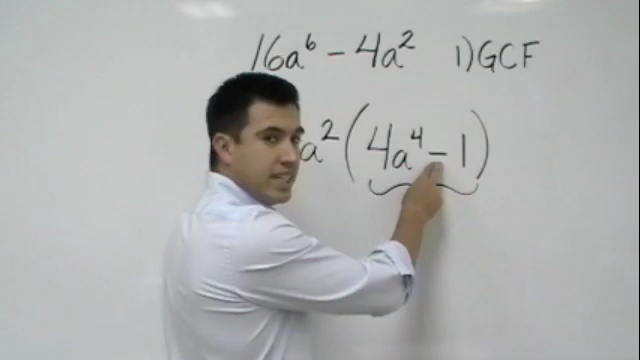 16a⁶ - 4a² 1) GCF
a² (4a⁴ - 1)